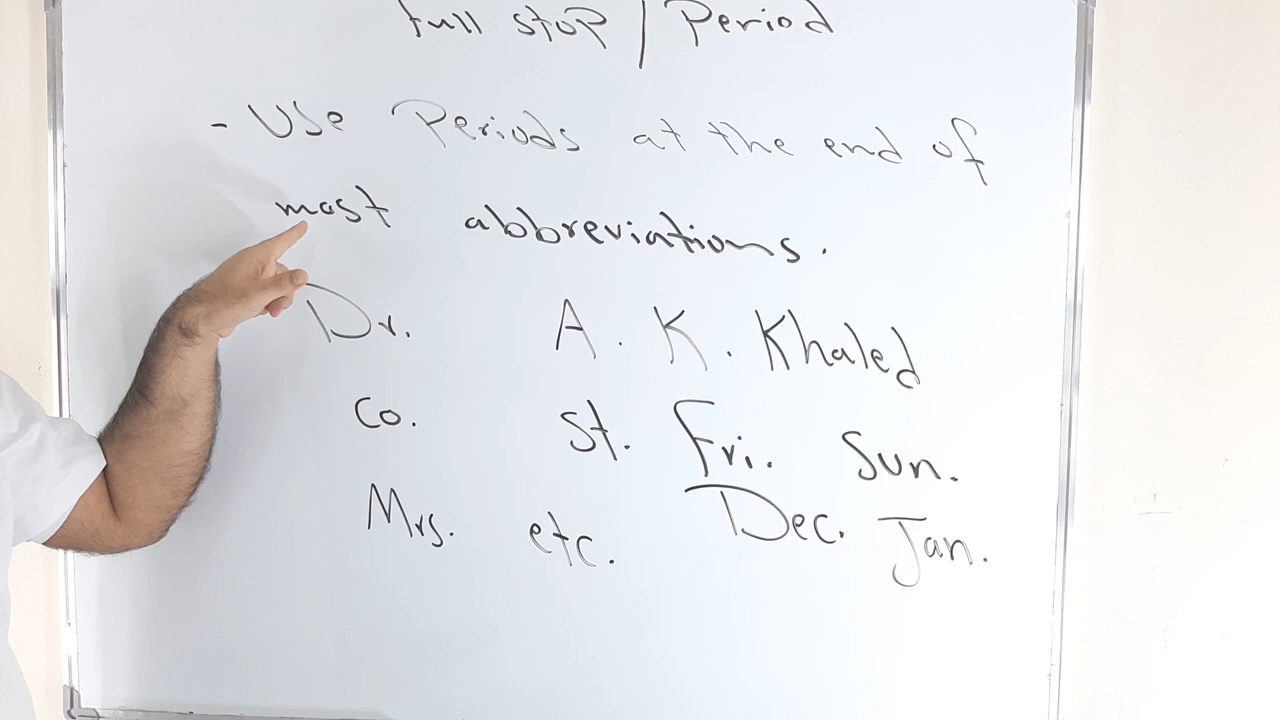 full stop / Period
- Use Periods at the end of
most abbreviations.
Dr. A. K. Khaled
Co. St. Fri. Sun.
Mrs. etc. Dec. Jan.